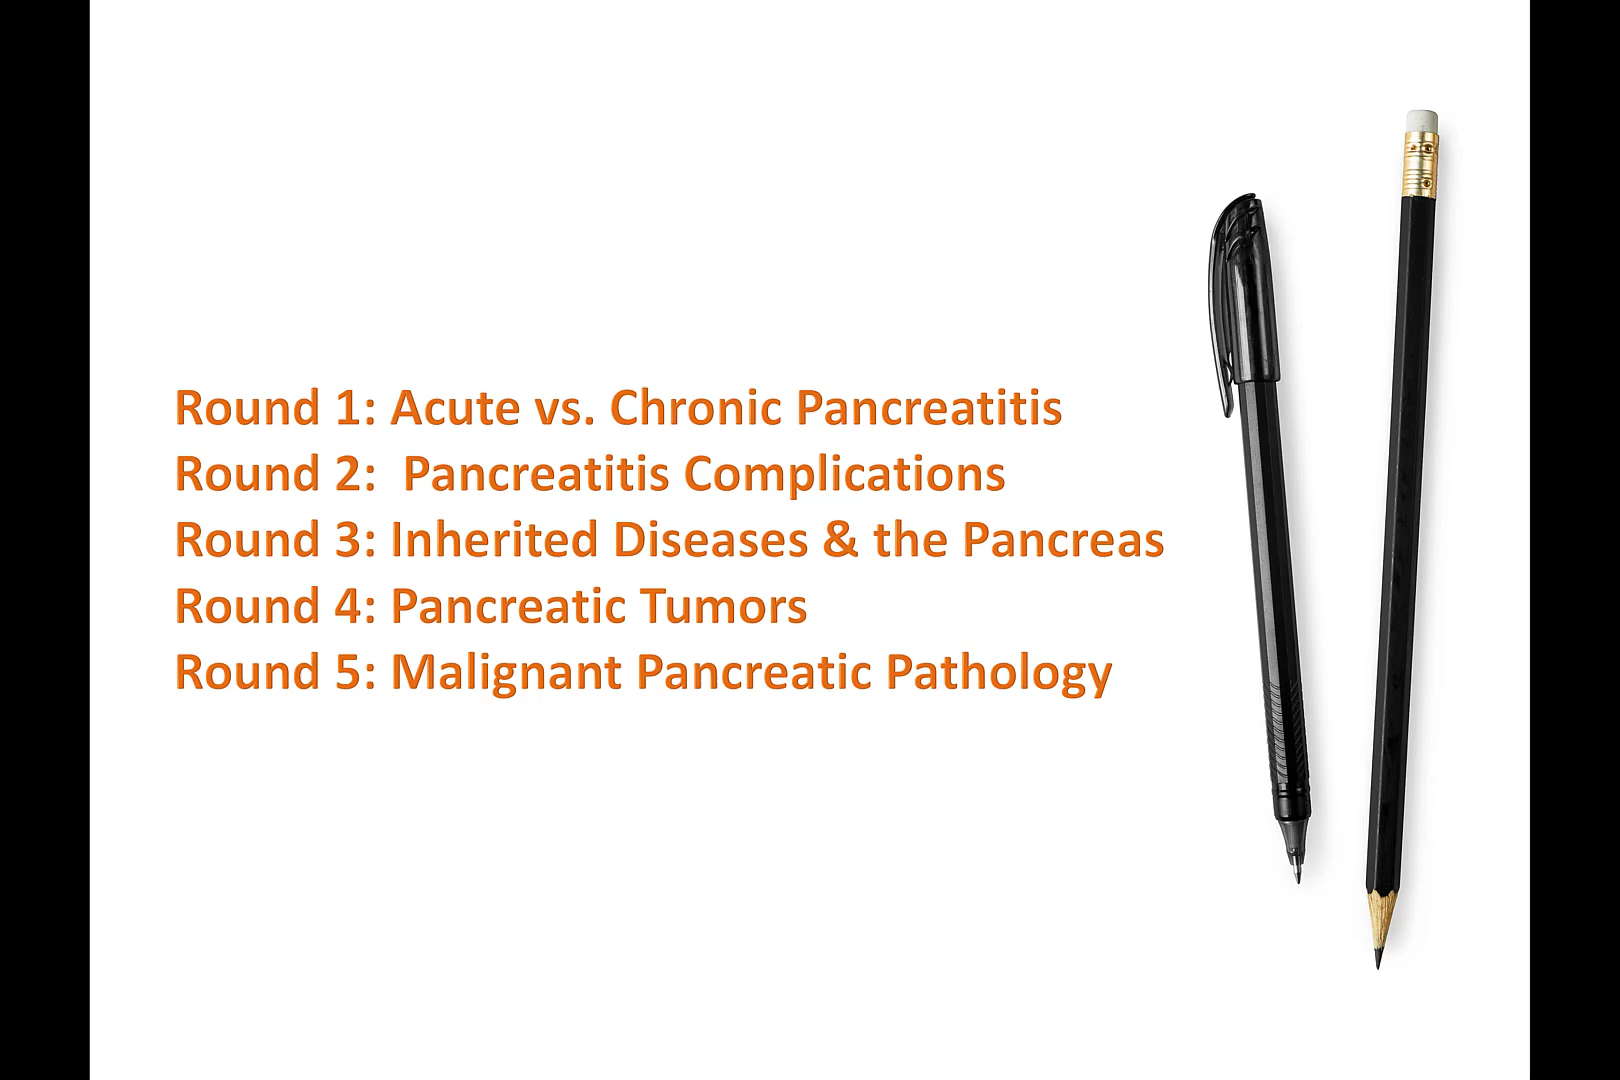 Round 1: Acute vs. Chronic Pancreatitis
Round 2:  Pancreatitis Complications
Round 3: Inherited Diseases & the Pancreas
Round 4: Pancreatic Tumors
Round 5: Malignant Pancreatic Pathology